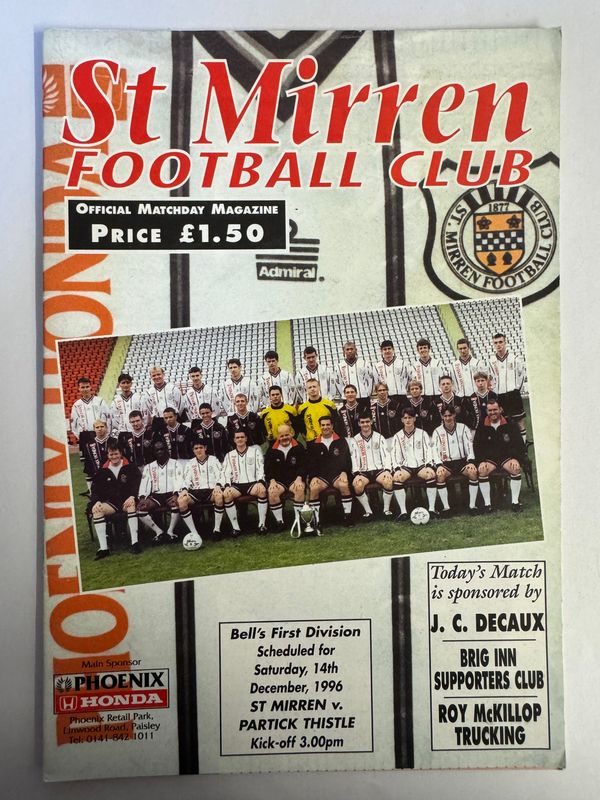 St Mirren
FOOTBALL CLUB
OFFICIAL MATCHDAY MAGAZINE
PRICE £1.50
Admiral
1877
ST. MIRREN FOOTBALL CLUB
HONDA
Today's Match
is sponsored by
J. C. DECAUX
BRIG INN
SUPPORTERS CLUB
ROY McKILLOP
TRUCKING
Bell's First Division
Scheduled for
Saturday, 14th
December, 1996
ST MIRREN v.
PARTICK THISTLE
Kick-off 3.00pm
Main Sponsor
PHOENIX
HONDA
Phoenix Retail Park,
Linwood Road, Paisley
Tel: 0141-842 1011